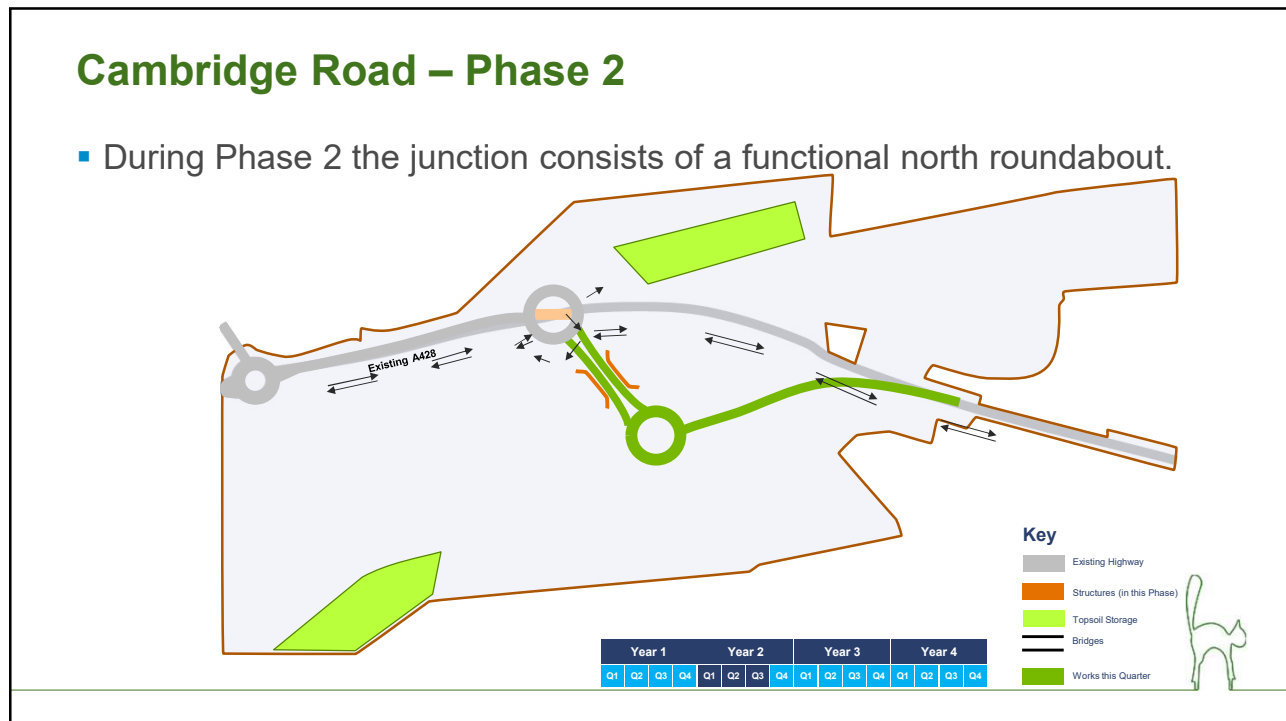 Cambridge Road – Phase 2
▪ During Phase 2 the junction consists of a functional north roundabout.
Existing A428
Key
Existing Highway
Structures (in this Phase)
Topsoil Storage
Bridges
Works this Quarter
Year 1 Year 2 Year 3 Year 4
Q1 Q2 Q3 Q4 Q1 Q2 Q3 Q4 Q1 Q2 Q3 Q4 Q1 Q2 Q3 Q4